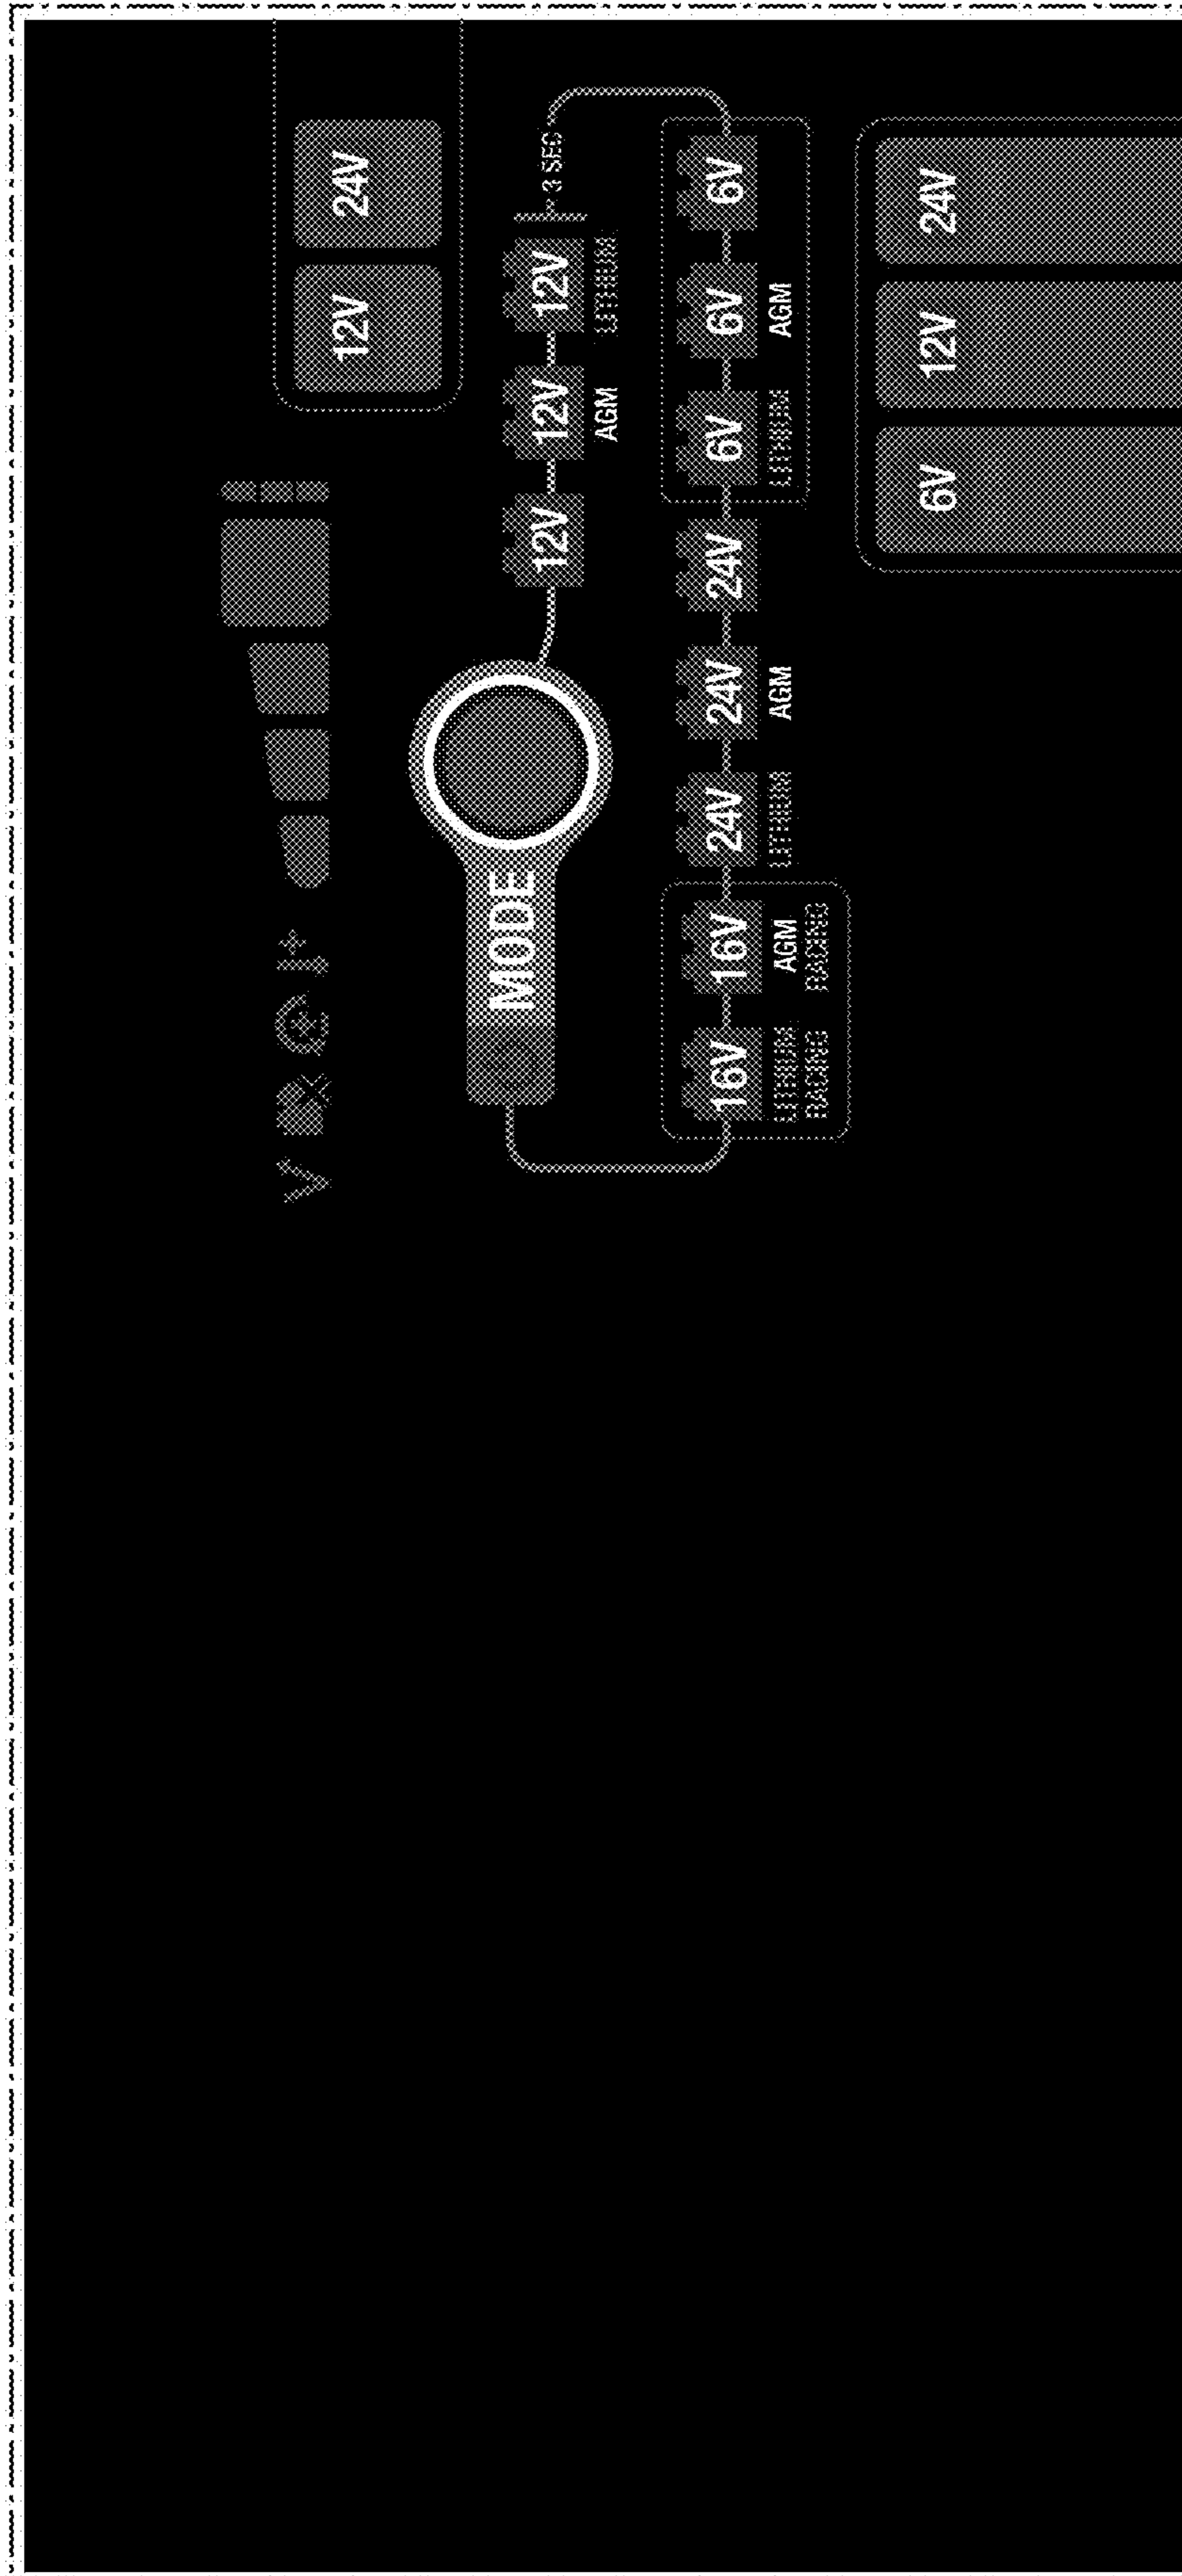 12V 24V
MODE 12V 12V 12V 3 SEC
AGM LITHIUM
16V 16V 24V 24V 24V 6V 6V 6V
LITHIUM AGM LITHIUM AGM LITHIUM AGM
RACING RACING
6V 12V 24V